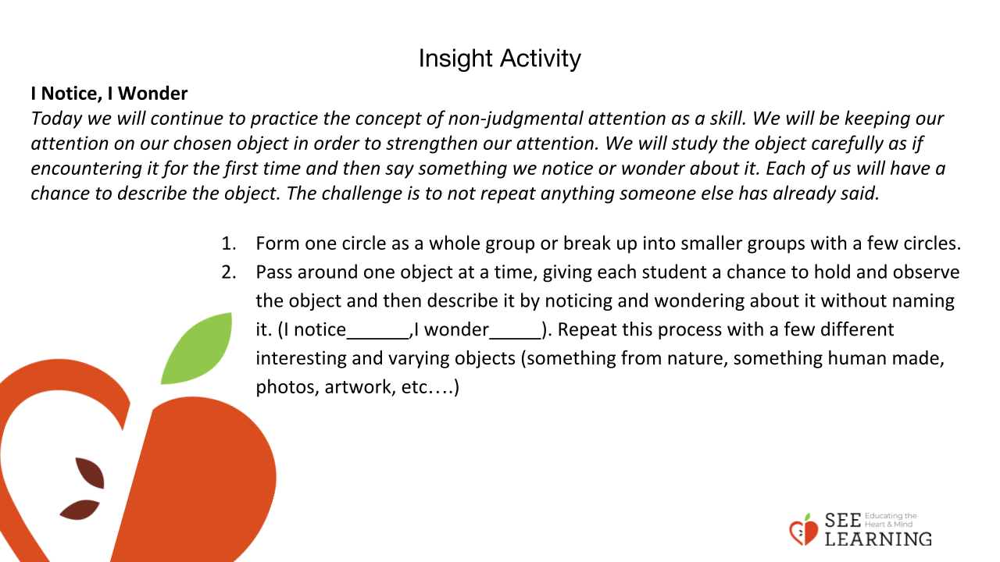 Insight Activity
I Notice, I Wonder
Today we will continue to practice the concept of non-judgmental attention as a skill. We will be keeping our
attention on our chosen object in order to strengthen our attention. We will study the object carefully as if
encountering it for the first time and then say something we notice or wonder about it. Each of us will have a
chance to describe the object. The challenge is to not repeat anything someone else has already said.
1. Form one circle as a whole group or break up into smaller groups with a few circles.
2. Pass around one object at a time, giving each student a chance to hold and observe
the object and then describe it by noticing and wondering about it without naming
it. (I notice______,I wonder_____). Repeat this process with a few different
interesting and varying objects (something from nature, something human made,
photos, artwork, etc….)
SEE
Educating the
Heart & Mind
LEARNING